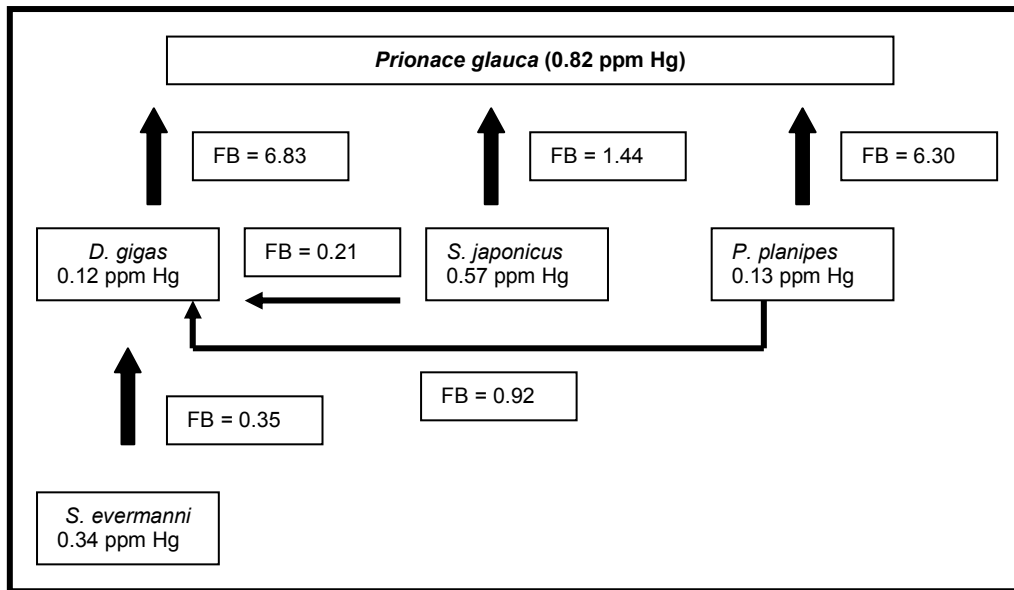 Prionace glauca (0.82 ppm Hg)
FB = 6.83
FB = 1.44
FB = 6.30
D. gigas
0.12 ppm Hg
FB = 0.21
S. japonicus
0.57 ppm Hg
P. planipes
0.13 ppm Hg
FB = 0.92
FB = 0.35
S. evermanni
0.34 ppm Hg